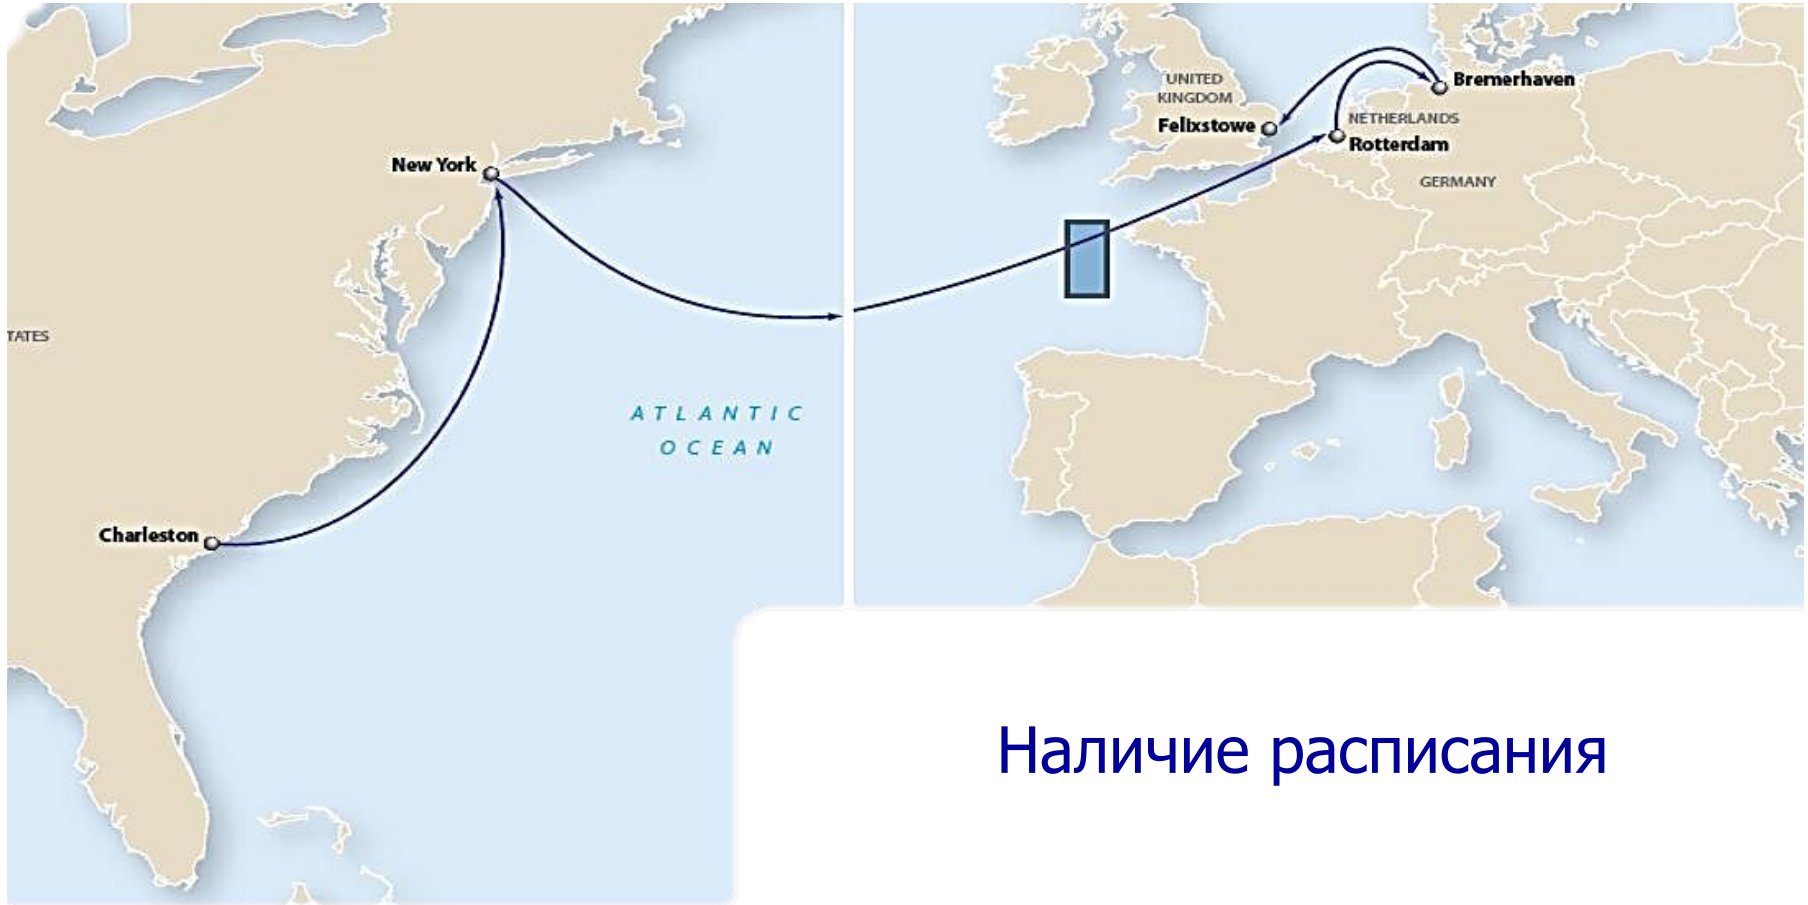 UNITED
KINGDOM
Bremerhaven
Felixstowe
NETHERLANDS
Rotterdam
New York
GERMANY
TATES
ATLANTIC
OCEAN
Charleston
Наличие расписания